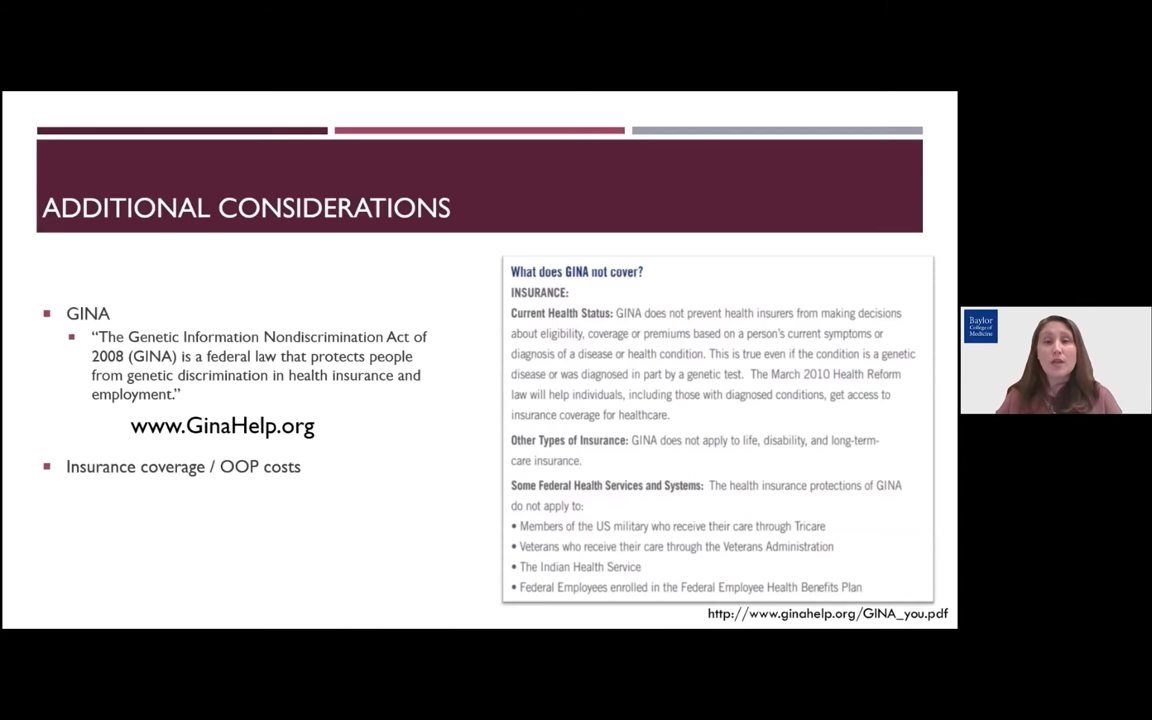 ADDITIONAL CONSIDERATIONS
GINA
“The Genetic Information Nondiscrimination Act of
2008 (GINA) is a federal law that protects people
from genetic discrimination in health insurance and
employment.”
www.GinaHelp.org
Insurance coverage / OOP costs
What does GINA not cover?
INSURANCE:
Current Health Status: GINA does not prevent health insurers from making decisions
about eligibility, coverage or premiums based on a person's current symptoms or
diagnosis of a disease or health condition. This is true even if the condition is a genetic
disease or was diagnosed in part by a genetic test. The March 2010 Health Reform
law will help individuals, including those with diagnosed conditions, get access to
insurance coverage for healthcare.
Other Types of Insurance: GINA does not apply to life, disability, and long-term-
care insurance.
Some Federal Health Services and Systems: The health insurance protections of GINA
do not apply to:
• Members of the US military who receive their care through Tricare
• Veterans who receive their care through the Veterans Administration
• The Indian Health Service
• Federal Employees enrolled in the Federal Employee Health Benefits Plan
http://www.ginahelp.org/GINA_you.pdf
Baylor
College of
Medicine